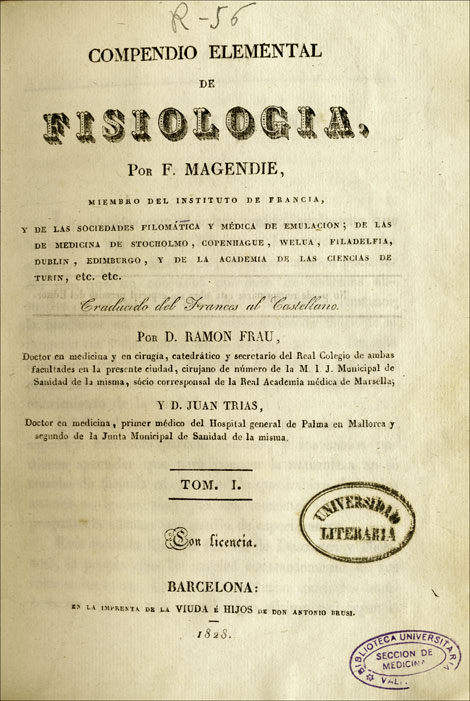 R-56
COMPENDIO ELEMENTAL
DE
FISIOLOGIA,
POR F. MAGENDIE,
MIEMBRO DEL INSTITUTO DE FRANCIA,
Y DE LAS SOCIEDADES FILOMÁTICA Y MÉDICA DE EMULACION; DE LAS
DE MEDICINA DE STOCHOLMO, COPENHAGUE, WELUA, FILADELFIA,
DUBLIN, EDIMBURGO, Y DE LA ACADEMIA DE LAS CIENCIAS DE
TURIN, etc. etc.
Traducido del Frances al Castellano.
POR D. RAMON FRAU,
Doctor en medicina y en cirugía, catedrático y secretario del Real Colegio de ambas
facultades en la presente ciudad, cirujano de número de la M. I. J. Municipal de
Sanidad de la misma, sócio corresponsal de la Real Academia médica de Marsella;
Y D. JUAN TRIAS,
Doctor en medicina, primer médico del Hospital general de Palma en Mallorca y
segundo de la Junta Municipal de Sanidad de la misma.
TOM. I.
UNIVERSIDAD
LITERARIA
Con licencia.
BARCELONA:
EN LA IMPRENTA DE LA VIUDA É HIJOS DE DON ANTONIO BRUSI.
1828.
BIBLIOTECA UNIVERSITARIA
SECCION DE
MEDICINA